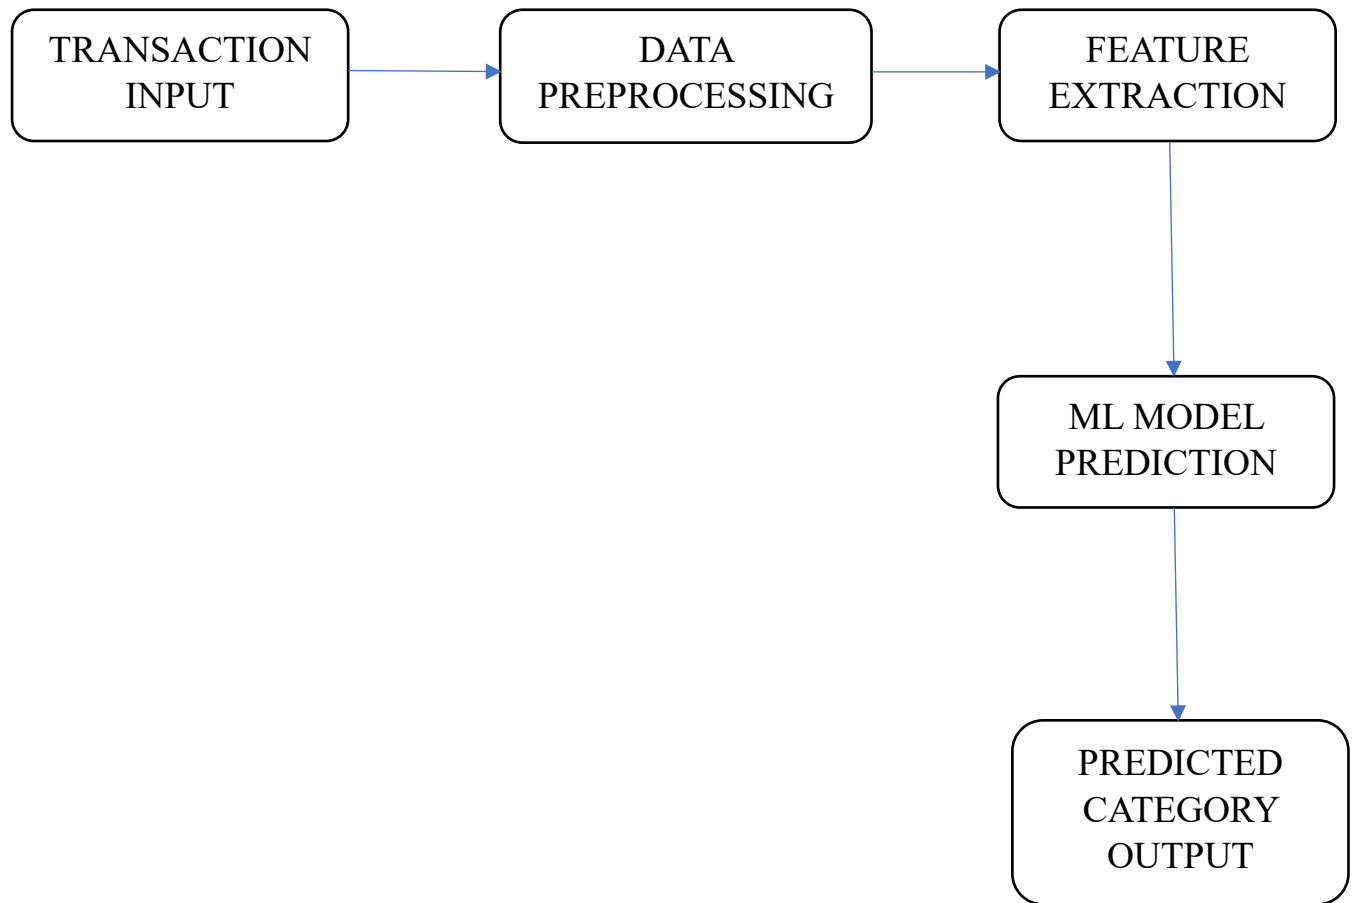 TRANSACTION
INPUT
DATA
PREPROCESSING
FEATURE
EXTRACTION
ML MODEL
PREDICTION
PREDICTED
CATEGORY
OUTPUT